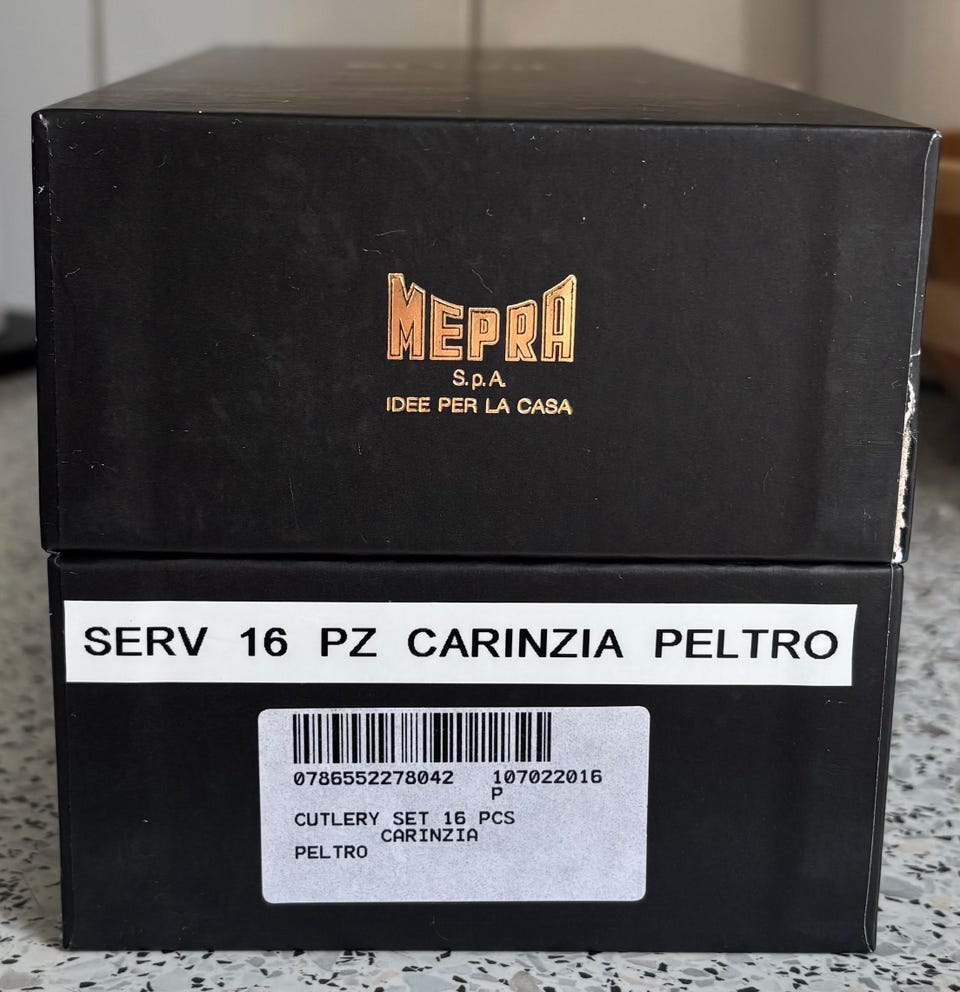 MEPRA
S.p.A.
IDEE PER LA CASA
SERV 16 PZ CARINZIA PELTRO
0786552278042 107022016
P
CUTLERY SET 16 PCS
CARINZIA
PELTRO